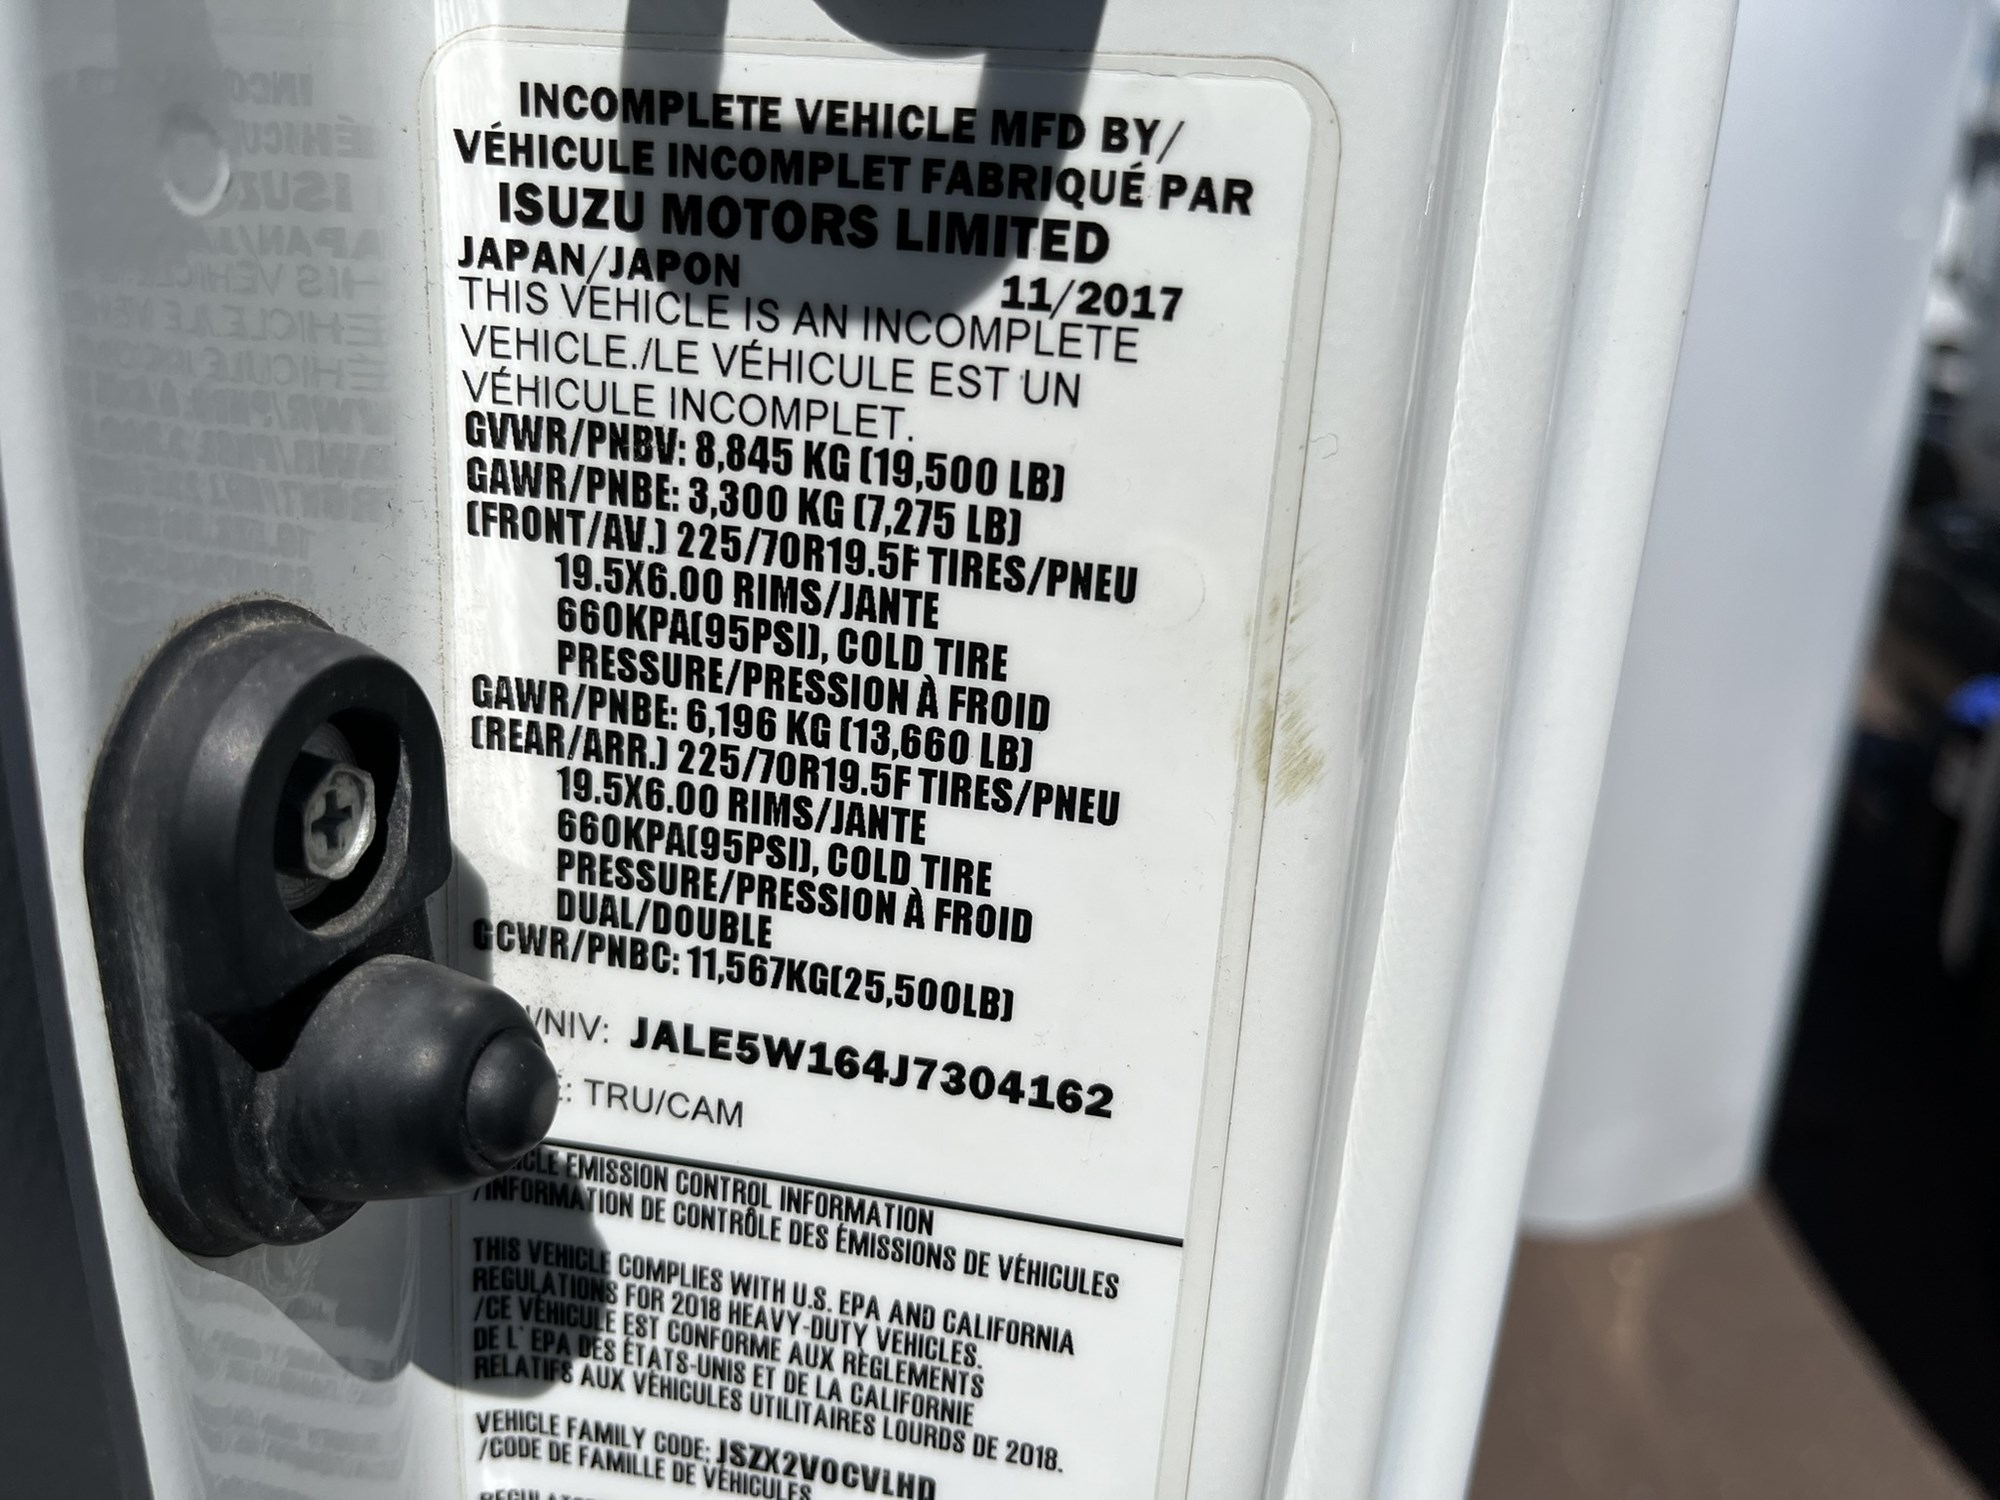 INCOMPLETE VEHICLE MFD BY/
VÉHICULE INCOMPLET FABRIQUÉ PAR
ISUZU MOTORS LIMITED
JAPAN/JAPON 11/2017
THIS VEHICLE IS AN INCOMPLETE
VEHICLE./LE VÉHICULE EST UN
VÉHICULE INCOMPLET.
GVWR/PNBV: 8,845 KG (19,500 LB)
GAWR/PNBE: 3,300 KG (7,275 LB)
(FRONT/AV.) 225/70R19.5F TIRES/PNEU
19.5X6.00 RIMS/JANTE
660KPA(95PSI), COLD TIRE
PRESSURE/PRESSION À FROID
GAWR/PNBE: 6,196 KG (13,660 LB)
(REAR/ARR.) 225/70R19.5F TIRES/PNEU
19.5X6.00 RIMS/JANTE
660KPA(95PSI), COLD TIRE
PRESSURE/PRESSION À FROID
DUAL/DOUBLE
GCWR/PNBC: 11,567KG(25,500LB)
/NIV: JALE5W164J7304162
: TRU/CAM
EMISSION CONTROL INFORMATION
/INFORMATION DE CONTRÔLE DES ÉMISSIONS DE VÉHICULES
THIS VEHICLE COMPLIES WITH U.S. EPA AND CALIFORNIA
REGULATIONS FOR 2018 HEAVY-DUTY VEHICLES.
/CE VÉHICULE EST CONFORME AUX RÈGLEMENTS
DE L'EPA DES ÉTATS-UNIS ET DE LA CALIFORNIE
RELATIFS AUX VÉHICULES UTILITAIRES LOURDS DE 2018.
VEHICLE FAMILY CODE: JSZX2VOCVLHD
/CODE DE FAMILLE DE VÉHICULES